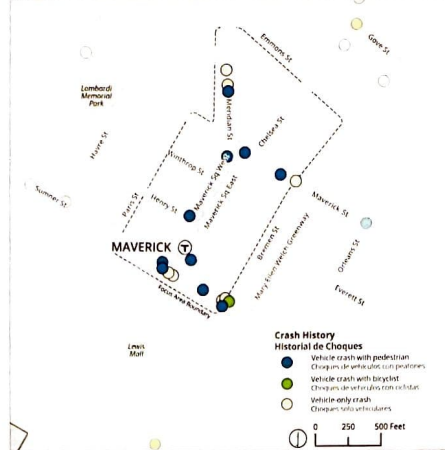 Emmons St
Gove St
Lombardi
Memorial
Park
Meridian St
Chelsea St
Havre St
Winthrop St
Maverick Sq West
Maverick Sq East
Sumner St
Paris St
Henry St
Maverick St
MAVERICK T
Bremen St
Mary Ellen Welch Greenway
Orleans St
Everett St
Focus Area Boundary
Lewis
Mall
Crash History
Historial de Choques
Vehicle crash with pedestrian
Choques de vehículos con peatones
Vehicle crash with bicyclist
Choques de vehículos con ciclistas
Vehicle-only crash
Choques solo vehiculares
0 250 500 Feet